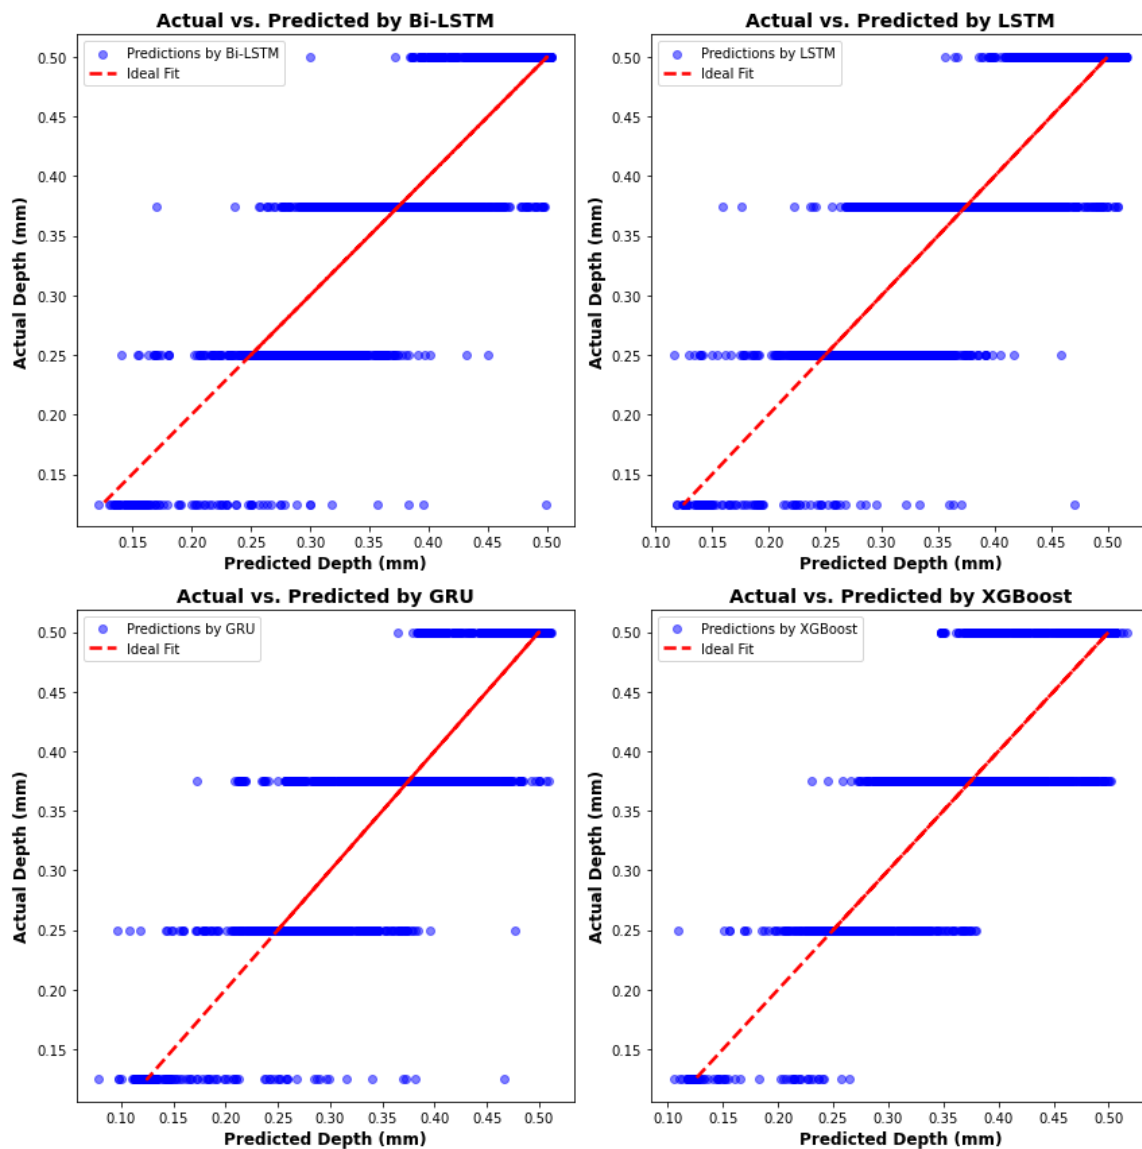 Actual vs. Predicted by Bi-LSTM
Predictions by Bi-LSTM
Ideal Fit
0.50
0.45
0.40
0.35
0.30
0.25
0.20
0.15
Actual Depth (mm)
0.15 0.20 0.25 0.30 0.35 0.40 0.45 0.50
Predicted Depth (mm)
Actual vs. Predicted by LSTM
Predictions by LSTM
Ideal Fit
0.50
0.45
0.40
0.35
0.30
0.25
0.20
0.15
Actual Depth (mm)
0.10 0.15 0.20 0.25 0.30 0.35 0.40 0.45 0.50
Predicted Depth (mm)
Actual vs. Predicted by GRU
Predictions by GRU
Ideal Fit
0.50
0.45
0.40
0.35
0.30
0.25
0.20
0.15
Actual Depth (mm)
0.10 0.15 0.20 0.25 0.30 0.35 0.40 0.45 0.50
Predicted Depth (mm)
Actual vs. Predicted by XGBoost
Predictions by XGBoost
Ideal Fit
0.50
0.45
0.40
0.35
0.30
0.25
0.20
0.15
Actual Depth (mm)
0.10 0.15 0.20 0.25 0.30 0.35 0.40 0.45 0.50
Predicted Depth (mm)